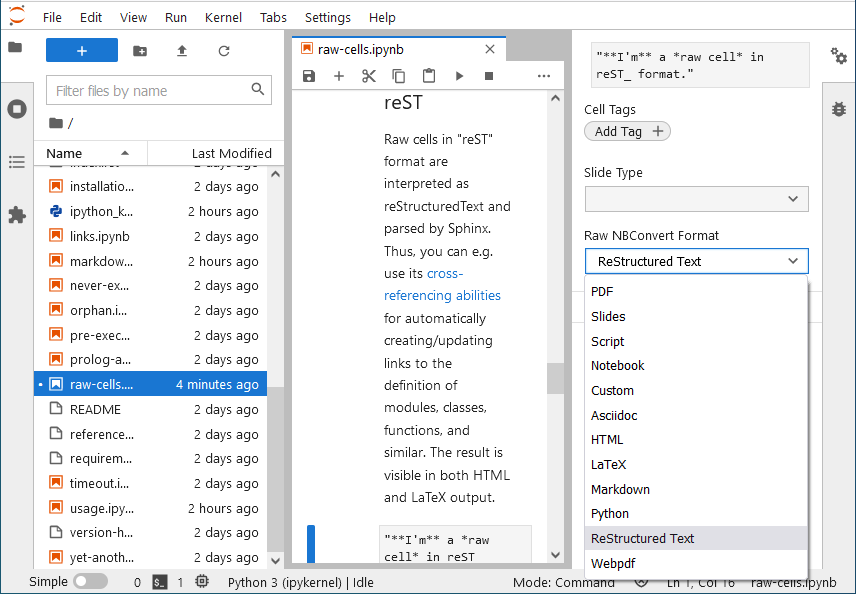 File Edit View Run Kernel Tabs Settings Help
Filter files by name
/
Name Last Modified
installatio... 2 days ago
ipython_k... 2 hours ago
links.ipynb 2 days ago
markdow... 2 hours ago
never-ex... 2 days ago
orphan.i... 2 days ago
pre-exec... 2 days ago
prolog-a... 2 days ago
raw-cells.... 4 minutes ago
README 2 days ago
reference... 2 days ago
requirem... 2 days ago
timeout.i... 2 days ago
usage.ipy... 2 hours ago
version-h... 2 days ago
yet-anoth... 2 days ago
raw-cells.ipynb
reST
Raw cells in "reST"
format are
interpreted as
reStructuredText and
parsed by Sphinx.
Thus, you can e.g.
use its cross-
referencing abilities
for automatically
creating/updating
links to the
definition of
modules, classes,
functions, and
similar. The result is
visible in both HTML
and LaTeX output.
"**I'm** a *raw
cell* in reST
"**I'm** a *raw cell* in
reST_ format."
Cell Tags
Add Tag
Slide Type
Raw NBConvert Format
ReStructured Text
PDF
Slides
Script
Notebook
Custom
Asciidoc
HTML
LaTeX
Markdown
Python
ReStructured Text
Webpdf
Simple 0 $_ 1 Python 3 (ipykernel) | Idle Mode: Command Ln 1, Col 16 raw-cells.ipynb